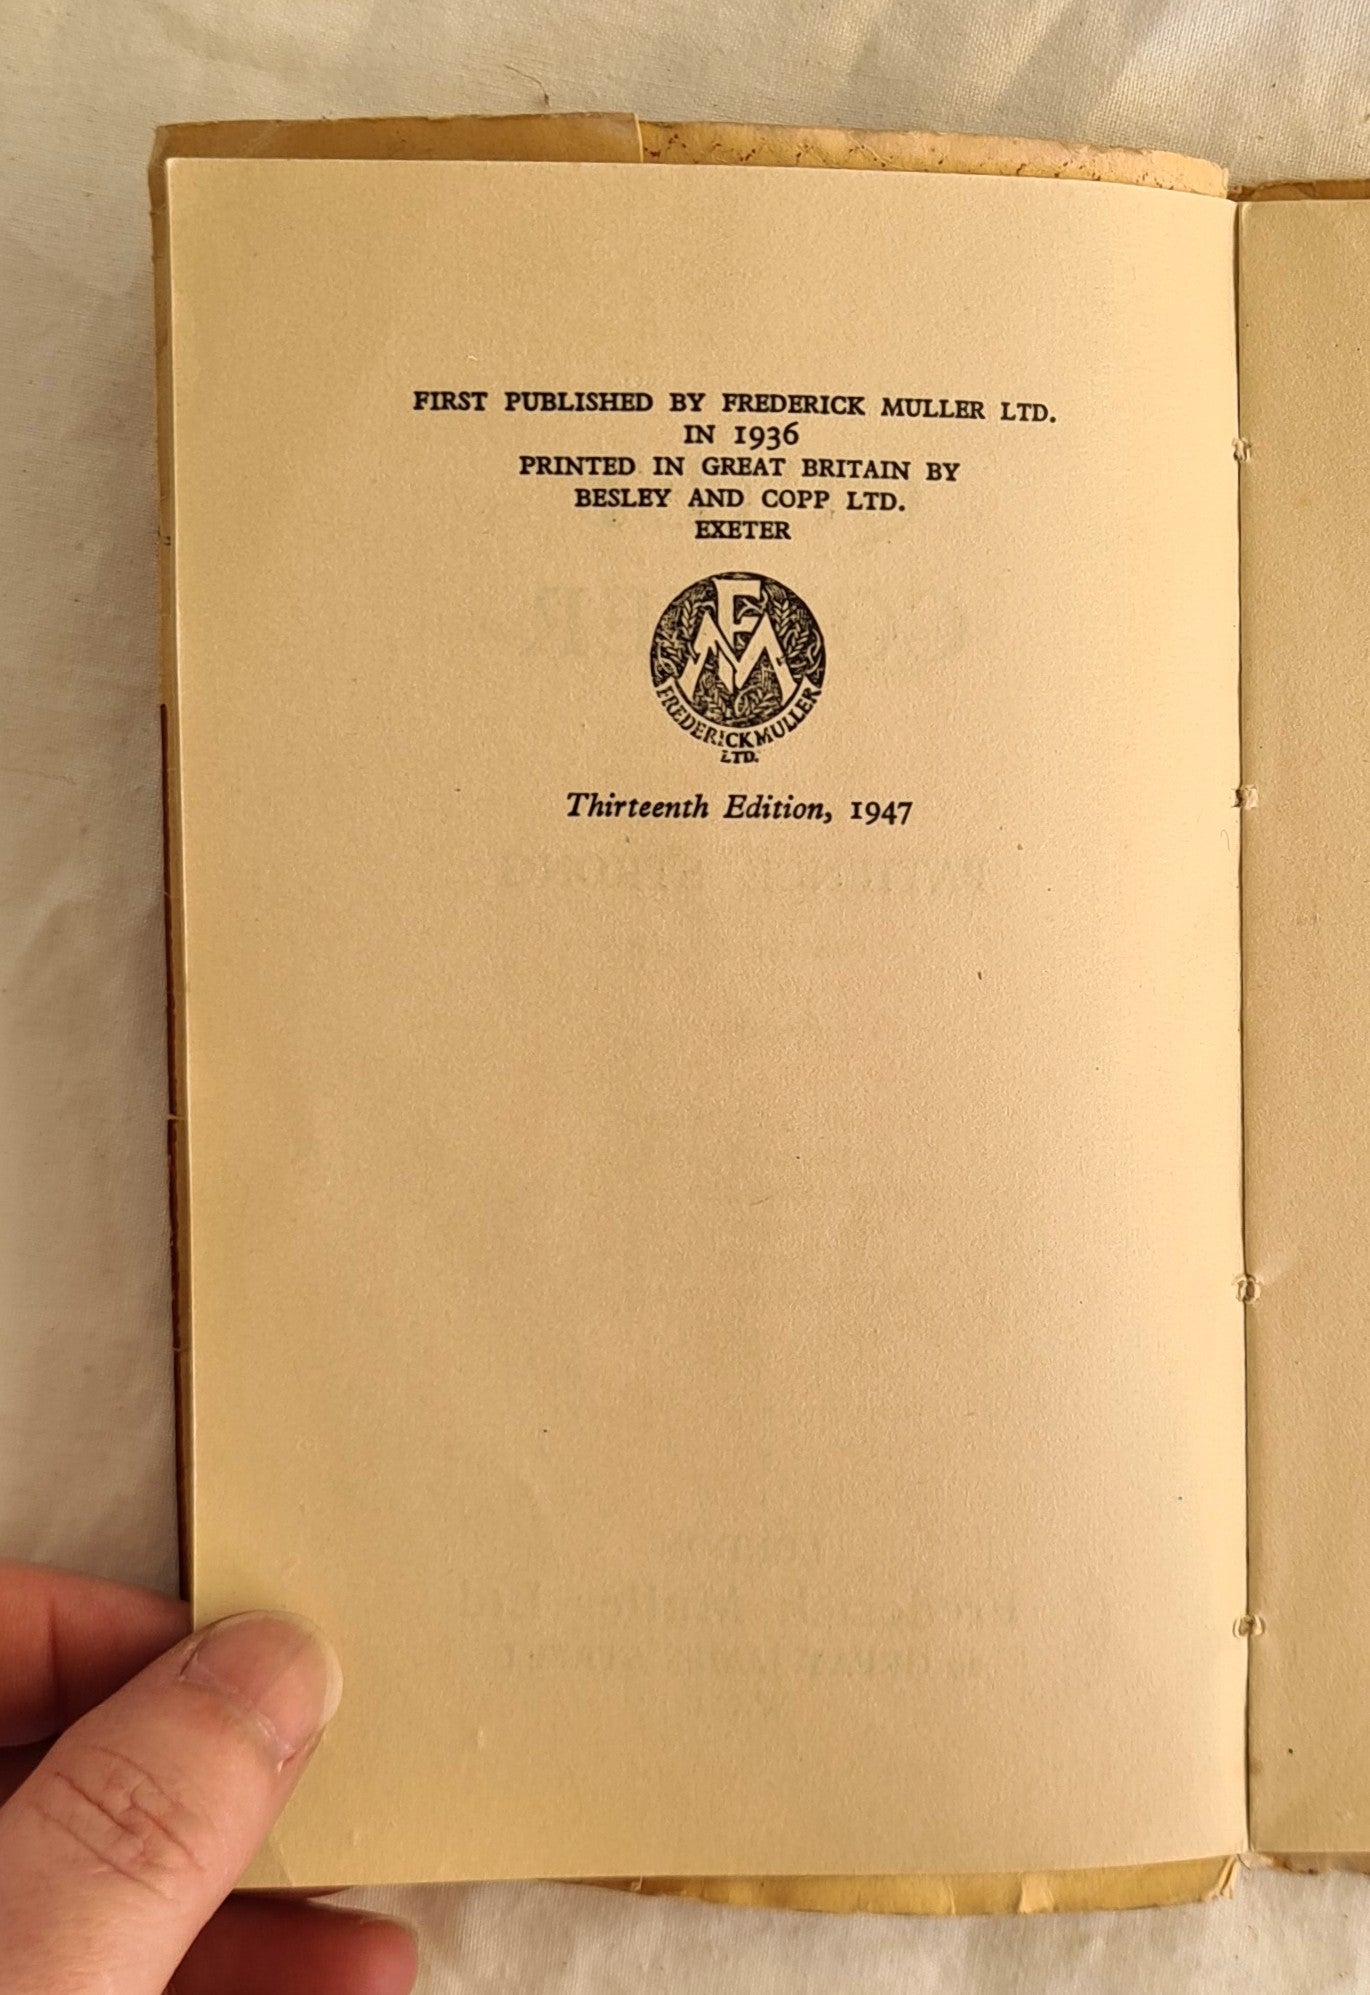 FIRST PUBLISHED BY FREDERICK MULLER LTD.
IN 1936
PRINTED IN GREAT BRITAIN BY
BESLEY AND COPP LTD.
EXETER
FM
FREDERICK MULLER
LTD.
Thirteenth Edition, 1947